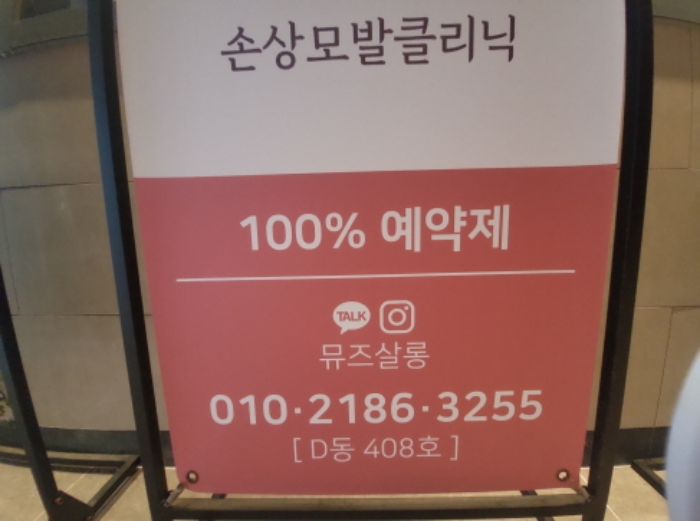 손상모발클리닉
100% 예약제
TALK
뮤즈살롱
010·2186·3255
[ D동 408호 ]